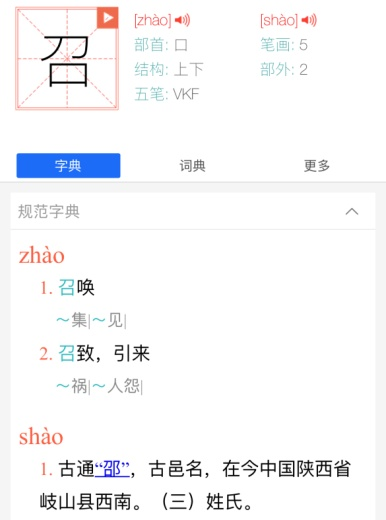 召
[zhào] [shào]
部首: 口 笔画: 5
结构: 上下 部外: 2
五笔: VKF
字典 词典 更多
规范字典
zhào
1. 召唤
～集|～见|
2. 召致，引来
～祸|～人怨|
shào
1. 古通“邵”，古邑名，在今中国陕西省
岐山县西南。（三）姓氏。